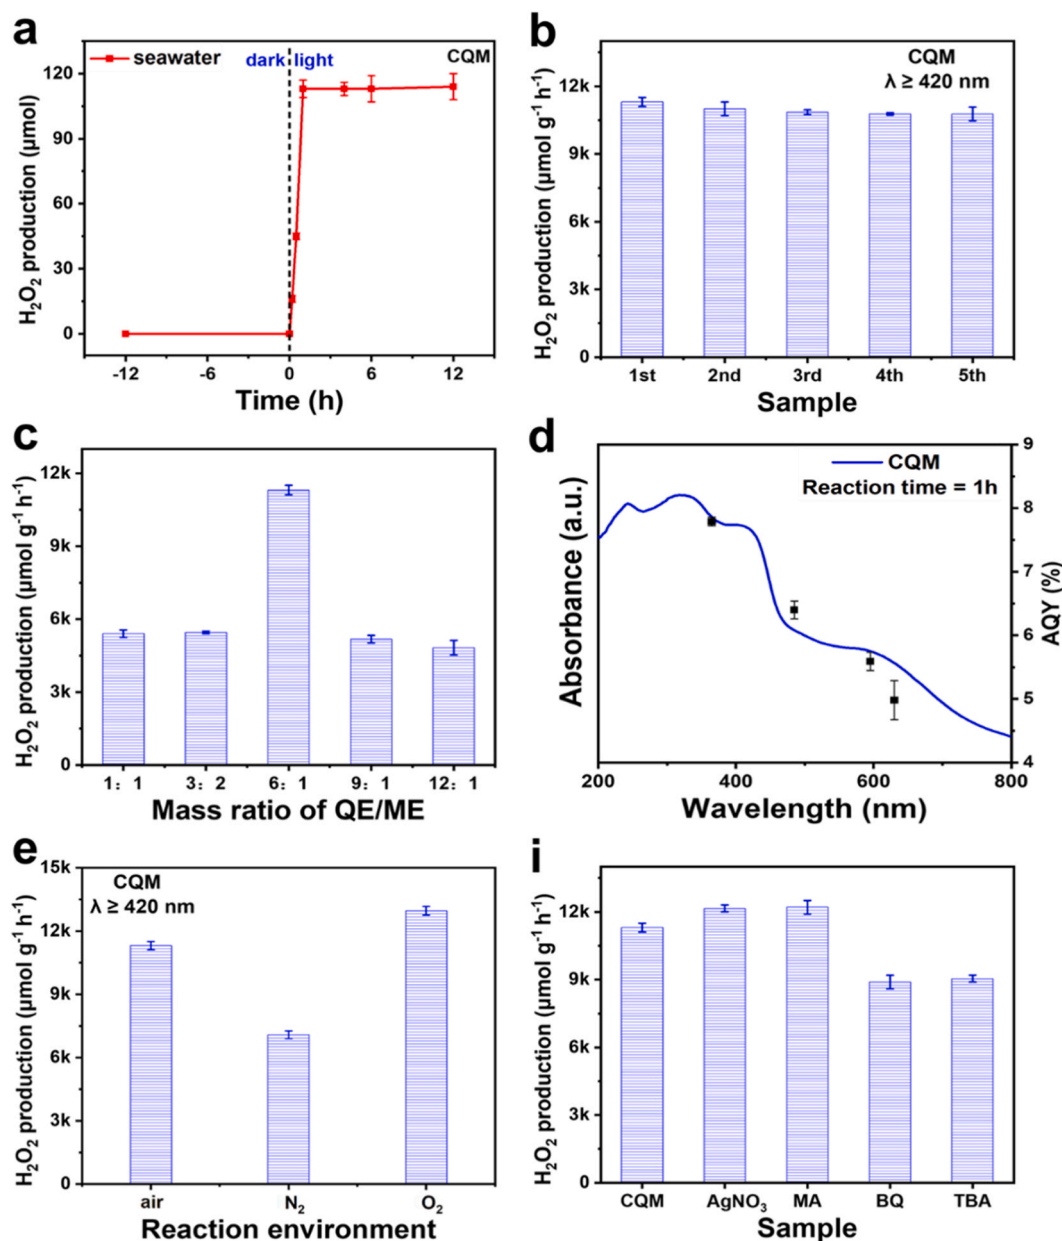 a
seawater
dark
light
CQM
H₂O₂ production (μmol)
120
90
60
30
0
-12
-6
0
6
12
Time (h)
b
CQM
λ ≥ 420 nm
H₂O₂ production (μmol g⁻¹ h⁻¹)
12k
9k
6k
3k
0
1st
2nd
3rd
4th
5th
Sample
c
H₂O₂ production (μmol g⁻¹ h⁻¹)
12k
9k
6k
3k
0
1: 1
3: 2
6: 1
9: 1
12: 1
Mass ratio of QE/ME
d
CQM
Reaction time = 1h
Absorbance (a.u.)
9
8
7
6
5
4
AQY (%)
200
400
600
800
Wavelength (nm)
e
CQM
λ ≥ 420 nm
H₂O₂ production (μmol g⁻¹ h⁻¹)
15k
12k
9k
6k
3k
0
air
N₂
O₂
Reaction environment
i
H₂O₂ production (μmol g⁻¹ h⁻¹)
12k
9k
6k
3k
0
CQM
AgNO₃
MA
BQ
TBA
Sample